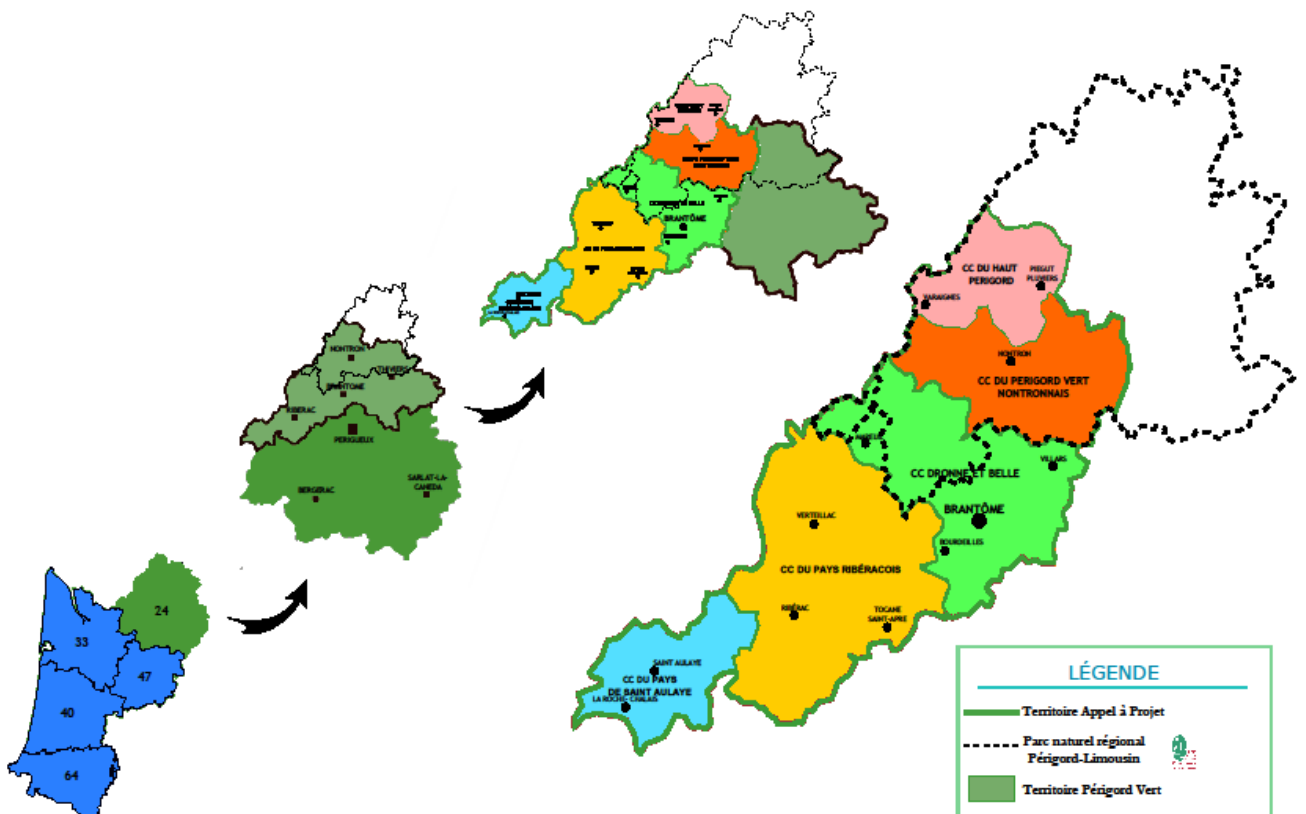 24
33
47
40
64
NONTRON
THIVIERS
BRANTOME
RIBERAC
PERIGUEUX
BERGERAC
SARLAT-LA-
CANEDA
BRANTÔME
CC DU HAUT
PERIGORD
PIEGUT
PLUVIERS
VARAIGNES
NONTRON
CC DU PERIGORD VERT
NONTRONNAIS
MAREUIL
VILLARS
CC DRONNE ET BELLE
BRANTÔME
VERTEILLAC
BOURDEILLES
CC DU PAYS RIBÉRACOIS
RIBÉRAC
TOCANE
SAINT-APRE
SAINT AULAYE
CC DU PAYS
DE SAINT AULAYE
LA ROCHE- CHALAIS
LÉGENDE
Territoire Appel à Projet
Parc naturel régional
Périgord-Limousin
Territoire Périgord Vert